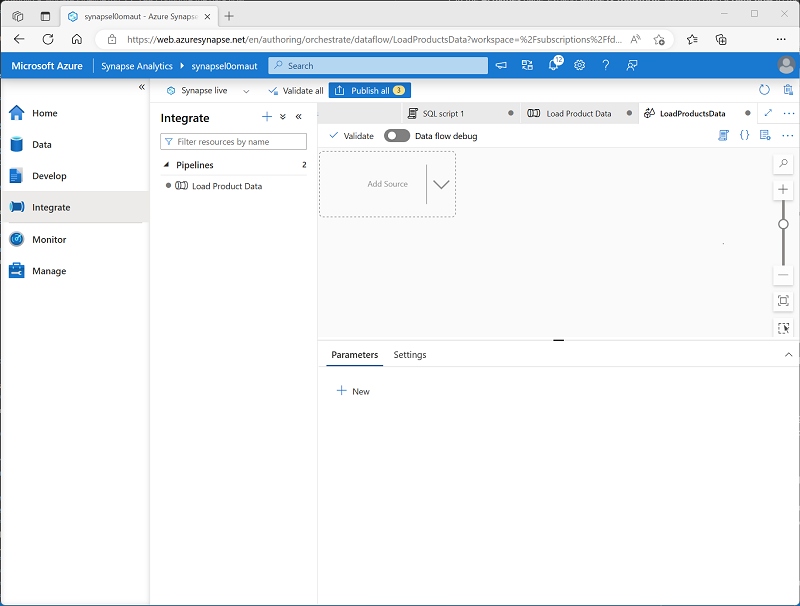 synapsel0omaut - Azure Synapse
https://web.azuresynapse.net/en/authoring/orchestrate/dataflow/LoadProductsData?workspace=%2Fsubscriptions%2Ffd...
Microsoft Azure
Synapse Analytics
synapsel0omaut
Search
12
Synapse live
Validate all
Publish all
3
Home
Data
Develop
Integrate
Monitor
Manage
Integrate
Filter resources by name
Pipelines
2
Load Product Data
SQL script 1
Load Product Data
LoadProductsData
Validate
Data flow debug
Add Source
Parameters
Settings
New